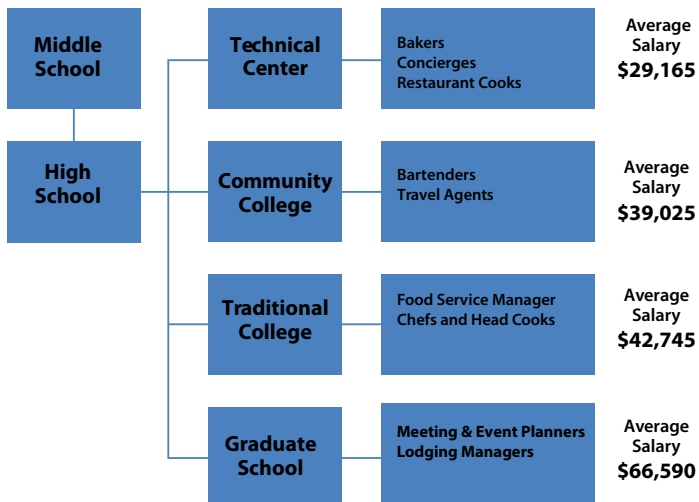 Middle
School
High
School
Technical
Center
Bakers
Concierges
Restaurant Cooks
Average
Salary
$29,165
Community
College
Bartenders
Travel Agents
Average
Salary
$39,025
Traditional
College
Food Service Manager
Chefs and Head Cooks
Average
Salary
$42,745
Graduate
School
Meeting & Event Planners
Lodging Managers
Average
Salary
$66,590